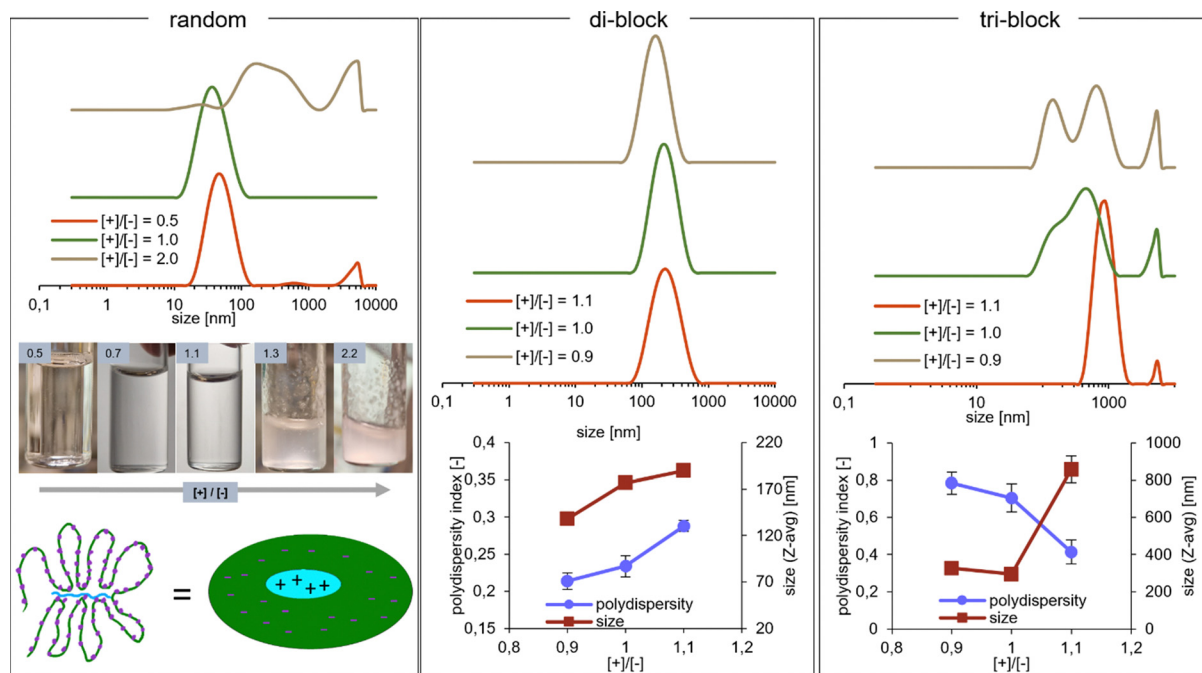 random
[+]/[-] = 0.5
[+]/[-] = 1.0
[+]/[-] = 2.0
0,1 1 10 100 1000 10000
size [nm]
0.5 0.7 1.1 1.3 2.2
[+] / [-]
=
+ + + +
di-block
[+]/[-] = 1.1
[+]/[-] = 1.0
[+]/[-] = 0.9
0,1 1 10 100 1000 10000
size [nm]
polydispersity index [-]
0,4
0,35
0,3
0,25
0,2
0,15
size (Z-avg) [nm]
220
170
120
70
20
polydispersity
size
0,8 0,9 1 1,1 1,2
[+]/[-]
tri-block
[+]/[-] = 1.1
[+]/[-] = 1.0
[+]/[-] = 0.9
0,1 10 1000
size [nm]
polydispersity index [-]
1
0,8
0,6
0,4
0,2
0
size (Z-avg) [nm]
1000
800
600
400
200
0
polydispersity
size
0,8 0,9 1 1,1 1,2
[+]/[-]